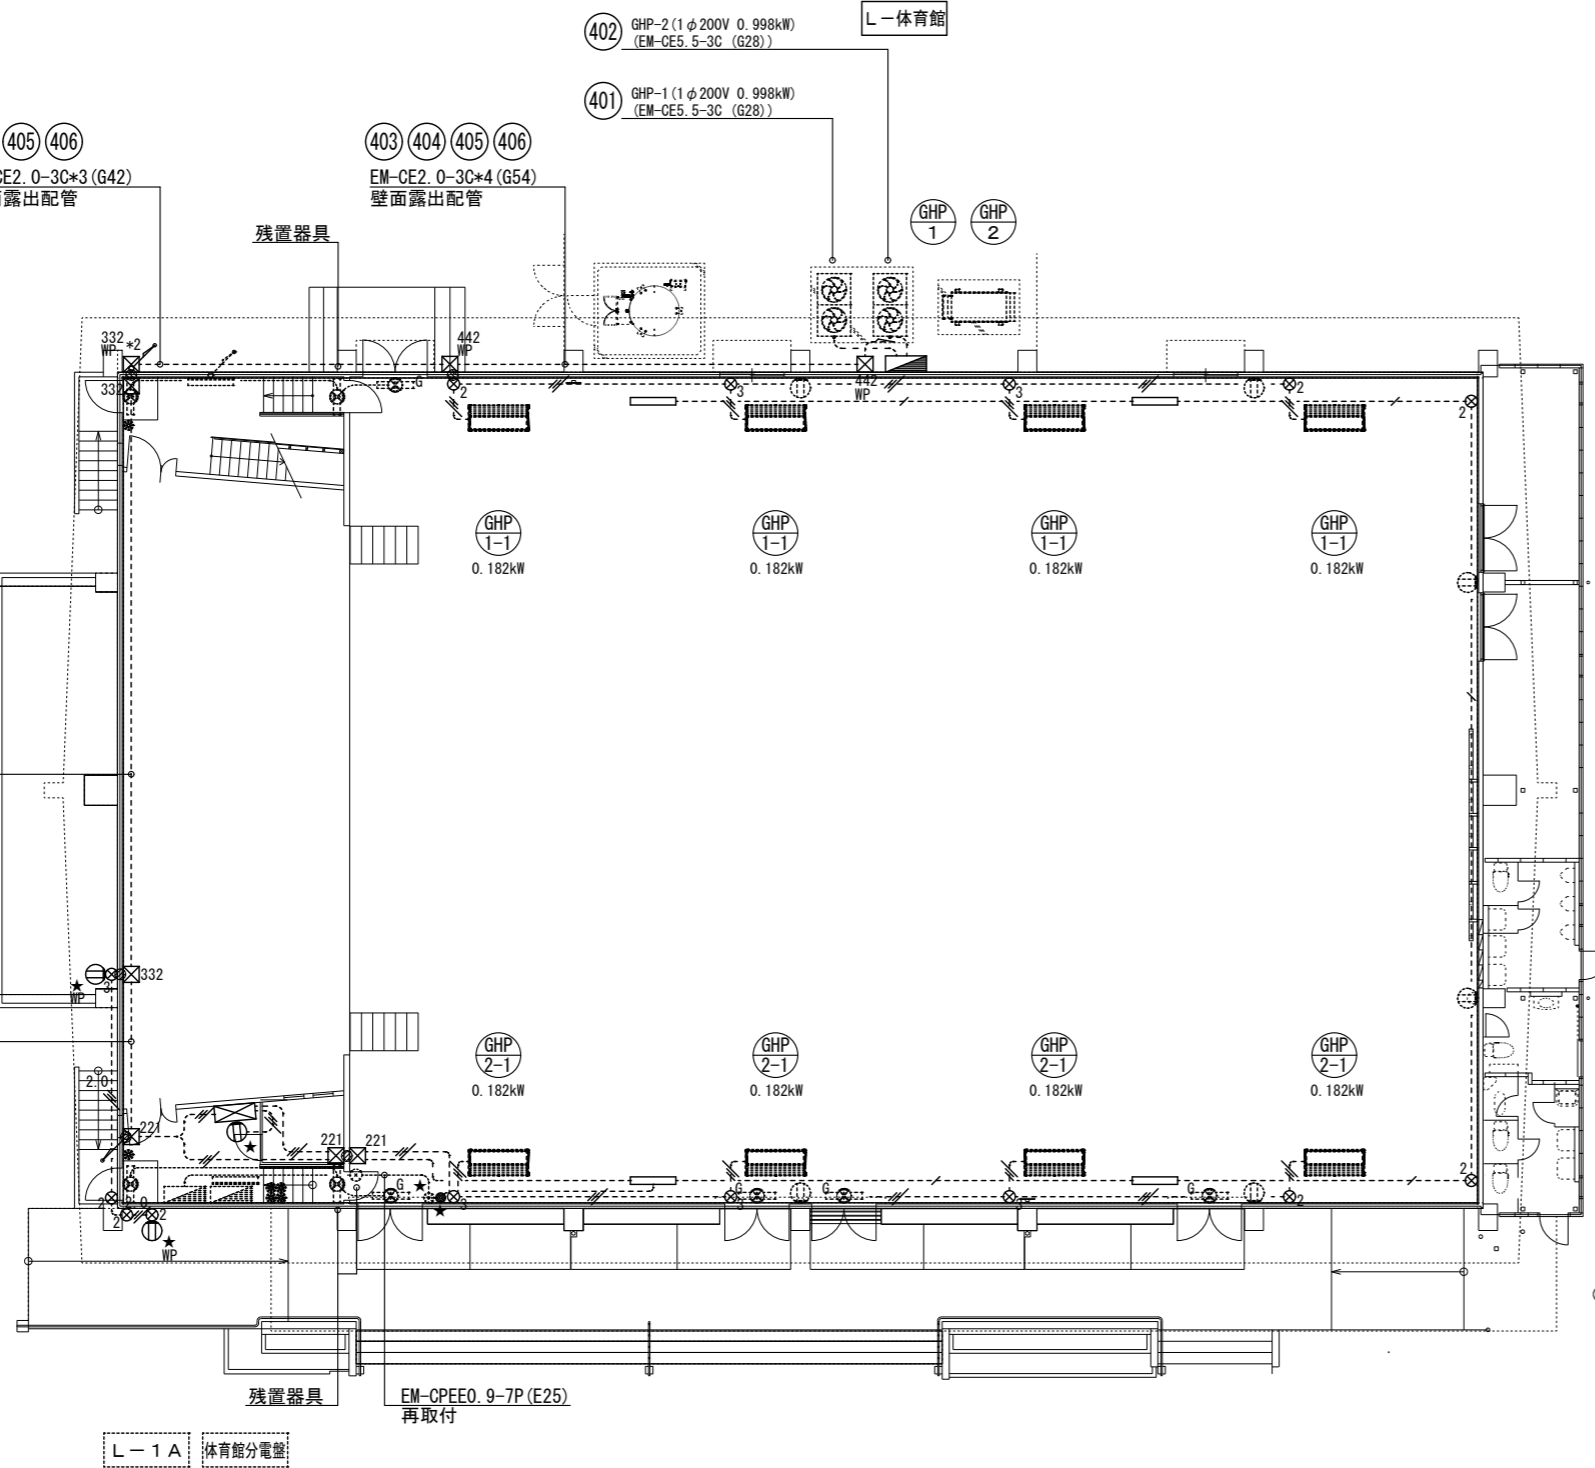 L－体育館
402
GHP-2(1φ200V 0.998kW)
(EM-CE5.5-3C (G28))
401
GHP-1(1φ200V 0.998kW)
(EM-CE5.5-3C (G28))
405 406
CE2.0-3C*3(G42)
露出配管
403 404 405 406
EM-CE2.0-3C*4(G54)
壁面露出配管
残置器具
GHP
1
GHP
2
332
WP *2
442
WP
332
G
2
3
442
WP
3
2
2
GHP
1-1
0.182kW
GHP
1-1
0.182kW
GHP
1-1
0.182kW
GHP
1-1
0.182kW
332
3
★
WP
GHP
2-1
0.182kW
GHP
2-1
0.182kW
GHP
2-1
0.182kW
GHP
2-1
0.182kW
2.0
221
★
221
221
★
2
G
3
★
G
G
G
2
2
2
2
★
WP
残置器具
EM-CPEE0.9-7P(E25)
再取付
L－1A
体育館分電盤